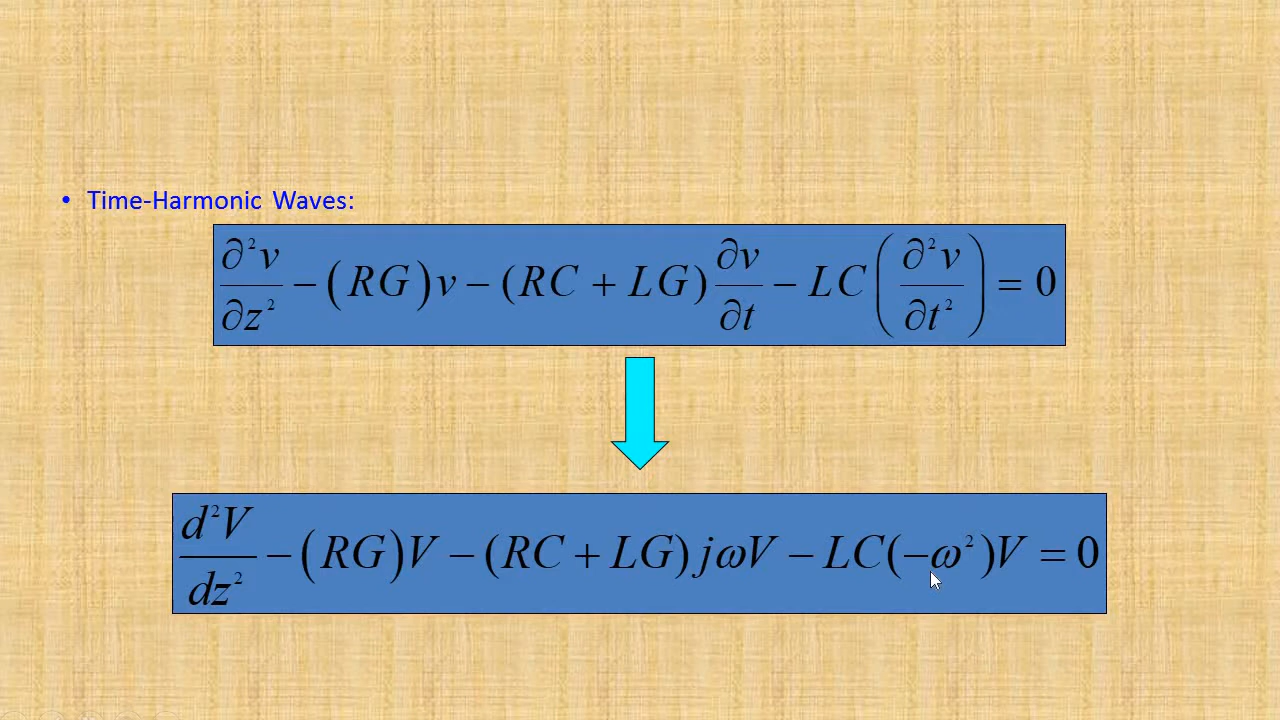 • Time-Harmonic Waves:
∂²v/∂z² − (RG)v − (RC + LG) ∂v/∂t − LC(∂²v/∂t²) = 0
d²V/dz² − (RG)V − (RC + LG)jωV − LC(−ω²)V = 0